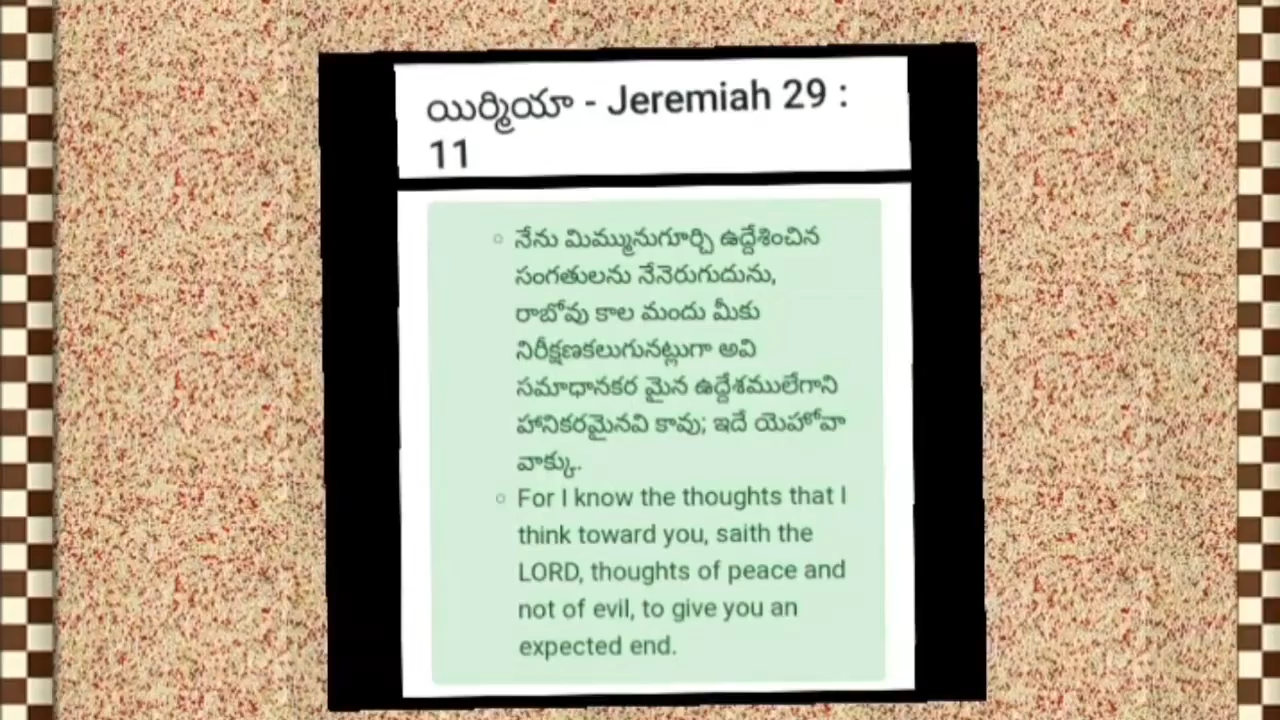 యిర్మియా - Jeremiah 29 :
11
నేను మిమ్మునుగూర్చి ఉద్దేశించిన
సంగతులను నేనెరుగుదును,
రాబోవు కాల మందు మీకు
నిరీక్షణకలుగునట్లుగా అవి
సమాధానకర మైన ఉద్దేశములేగాని
హానికరమైనవి కావు; ఇదే యెహోవా
వాక్కు.
For I know the thoughts that I
think toward you, saith the
LORD, thoughts of peace and
not of evil, to give you an
expected end.